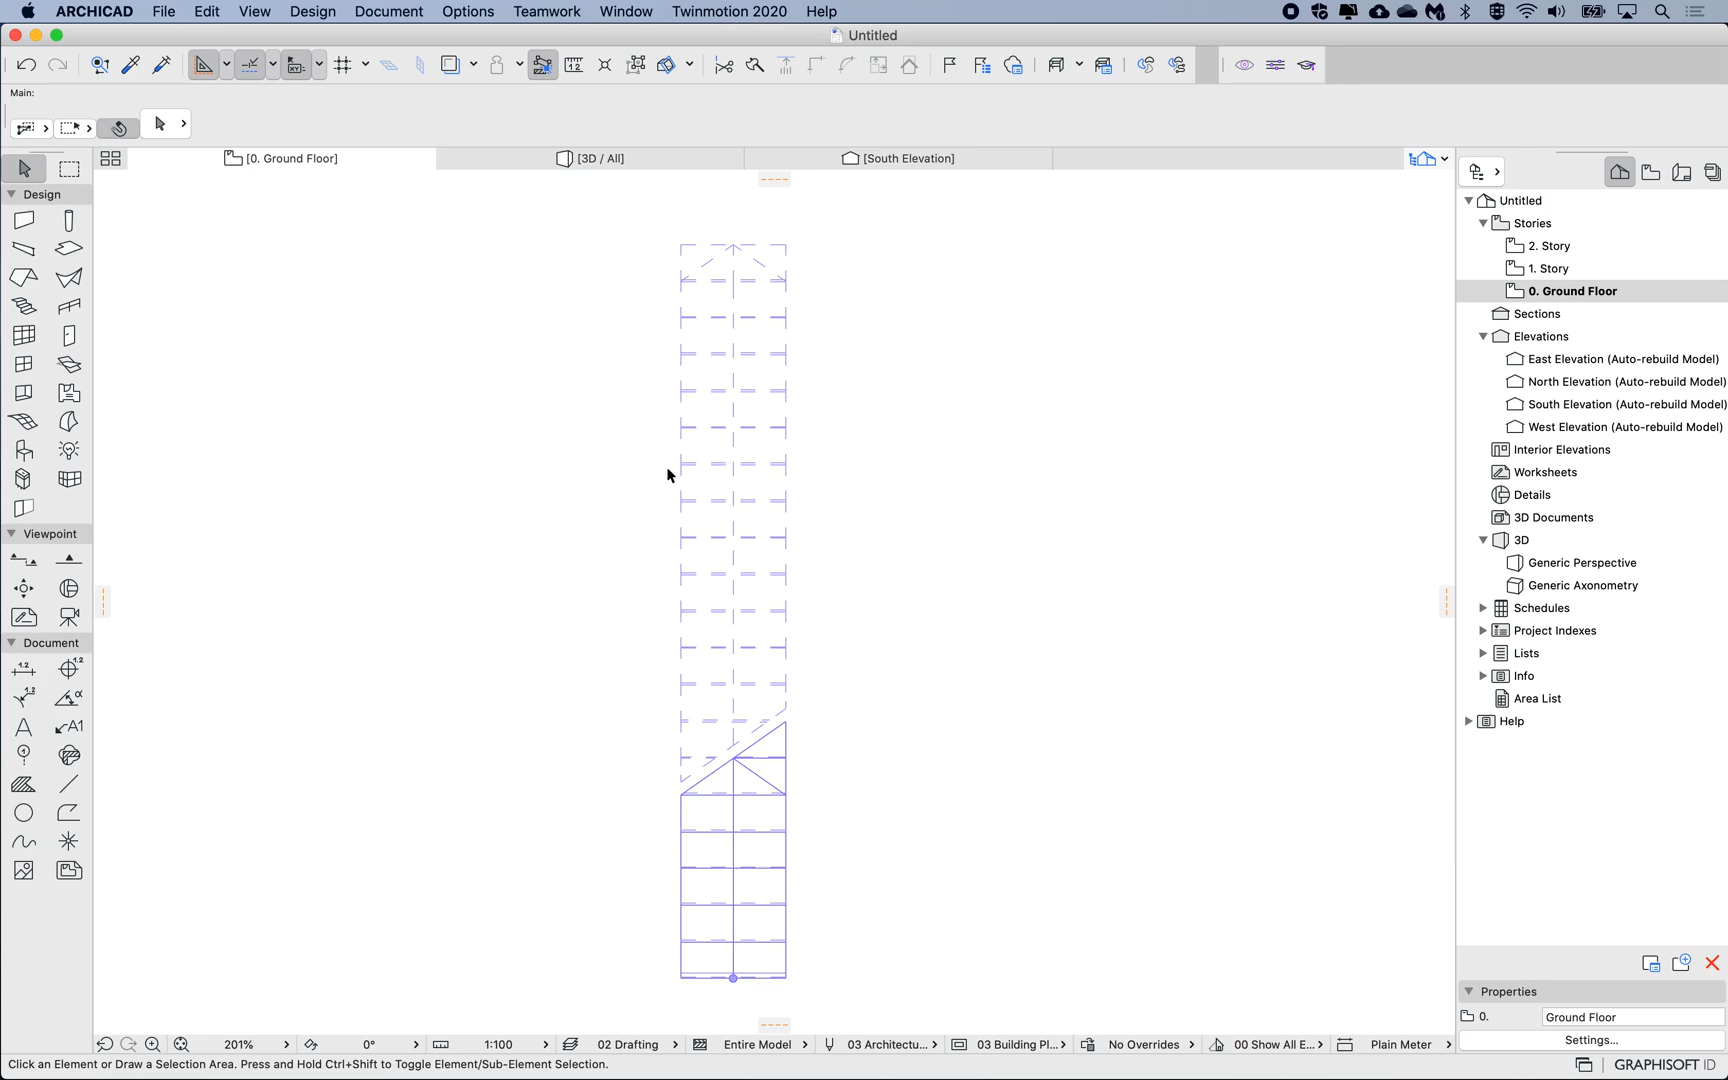 ARCHICAD File Edit View Design Document Options Teamwork Window Twinmotion 2020 Help
Untitled
Main:
[0. Ground Floor] [3D / All] [South Elevation]
Design
Viewpoint
Document
Untitled
Stories
2. Story
1. Story
0. Ground Floor
Sections
Elevations
East Elevation (Auto-rebuild Model)
North Elevation (Auto-rebuild Model)
South Elevation (Auto-rebuild Model)
West Elevation (Auto-rebuild Model)
Interior Elevations
Worksheets
Details
3D Documents
3D
Generic Perspective
Generic Axonometry
Schedules
Project Indexes
Lists
Info
Area List
Help
Properties
0. Ground Floor
Settings...
201% 0° 1:100 02 Drafting Entire Model 03 Architectu... 03 Building Pl... No Overrides 00 Show All E... Plain Meter
Click an Element or Draw a Selection Area. Press and Hold Ctrl+Shift to Toggle Element/Sub-Element Selection.
GRAPHISOFT ID